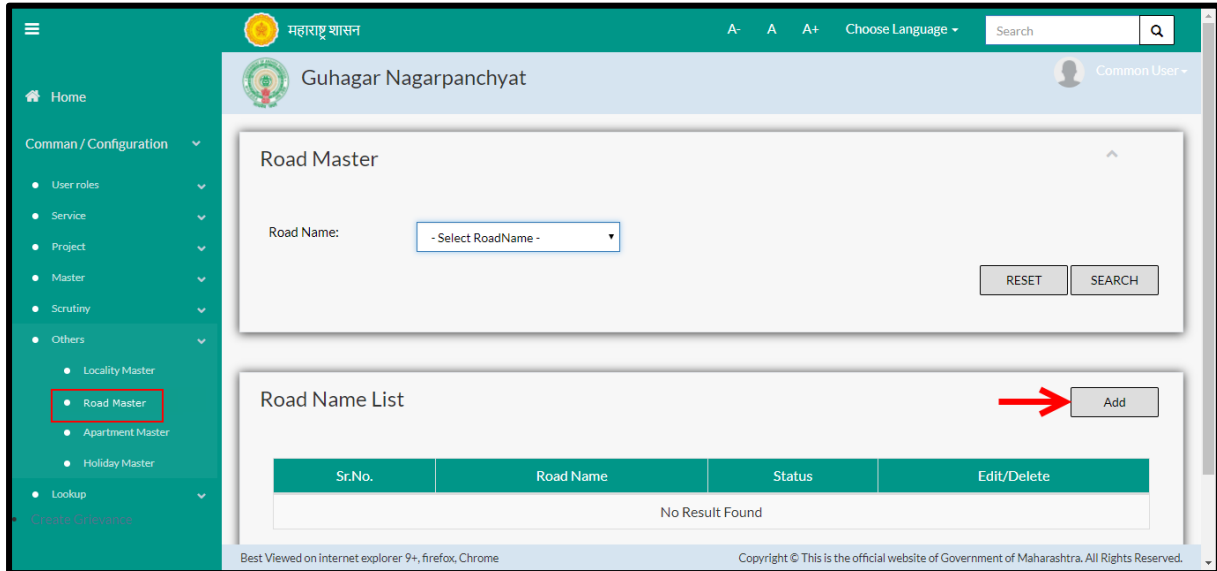 महाराष्ट्र शासन
A- A A+ Choose Language
Search
Guhagar Nagarpanchyat
Common User
Home
Comman / Configuration
User roles
Service
Project
Master
Scrutiny
Others
Locality Master
Road Master
Apartment Master
Holiday Master
Lookup
Create Grievance
Road Master
Road Name: - Select RoadName -
RESET SEARCH
Road Name List
Add
Sr.No. Road Name Status Edit/Delete
No Result Found
Best Viewed on internet explorer 9+, firefox, Chrome
Copyright © This is the official website of Government of Maharashtra. All Rights Reserved.